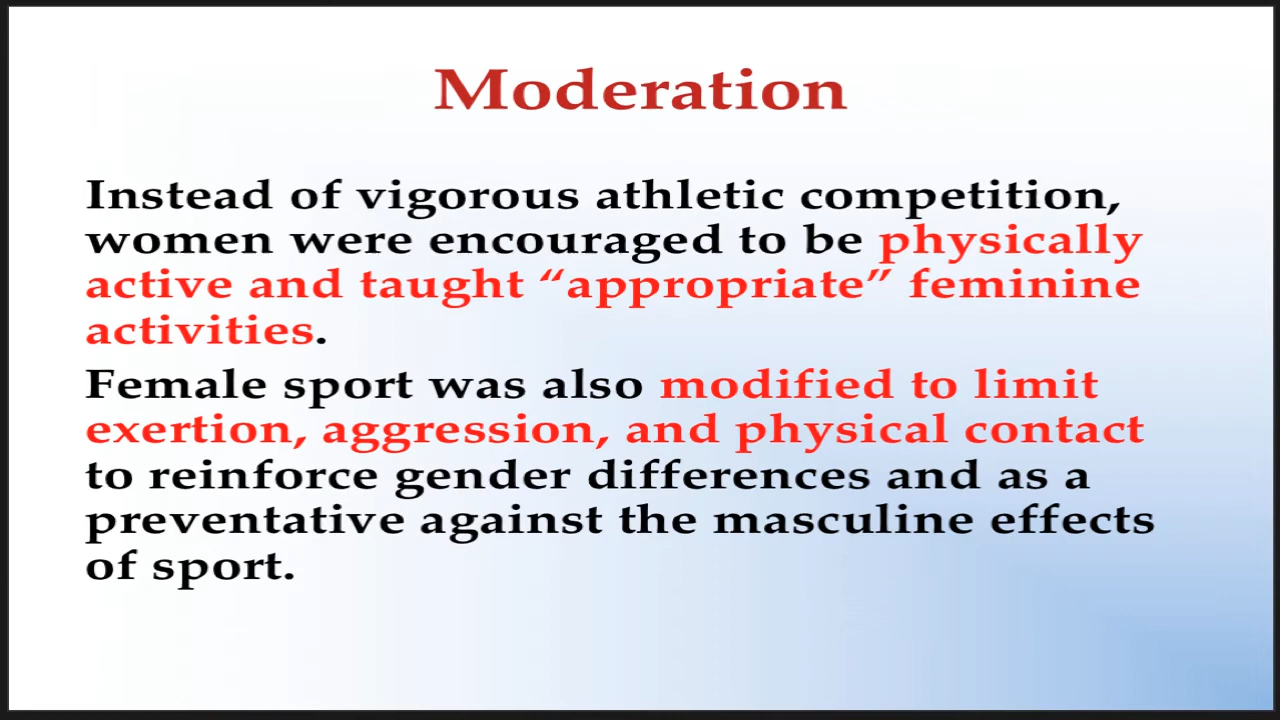 Moderation
Instead of vigorous athletic competition,
women were encouraged to be physically
active and taught “appropriate” feminine
activities.
Female sport was also modified to limit
exertion, aggression, and physical contact
to reinforce gender differences and as a
preventative against the masculine effects
of sport.